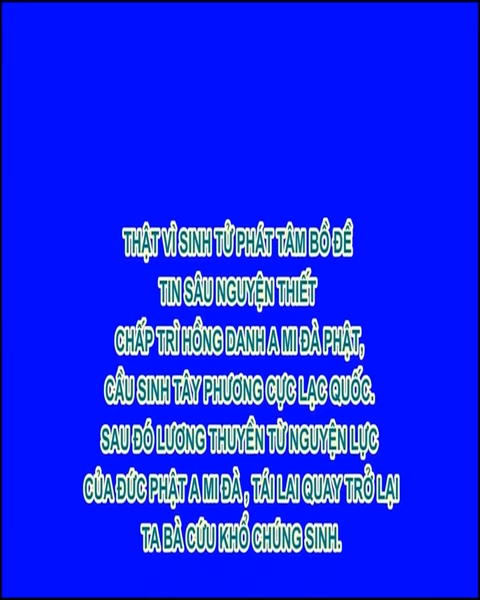 THẬT VÌ SINH TỬ PHÁT TÂM BỒ ĐỀ
TIN SÂU NGUYỆN THIẾT
CHẤP TRÌ HỒNG DANH A MI ĐÀ PHẬT,
CẦU SINH TÂY PHƯƠNG CỰC LẠC QUỐC.
SAU ĐÓ LƯƠNG THUYỀN TỪ NGUYỆN LỰC
CỦA ĐỨC PHẬT A MI ĐÀ , TÁI LAI QUAY TRỞ LẠI
TA BÀ CỨU KHỔ CHÚNG SINH.